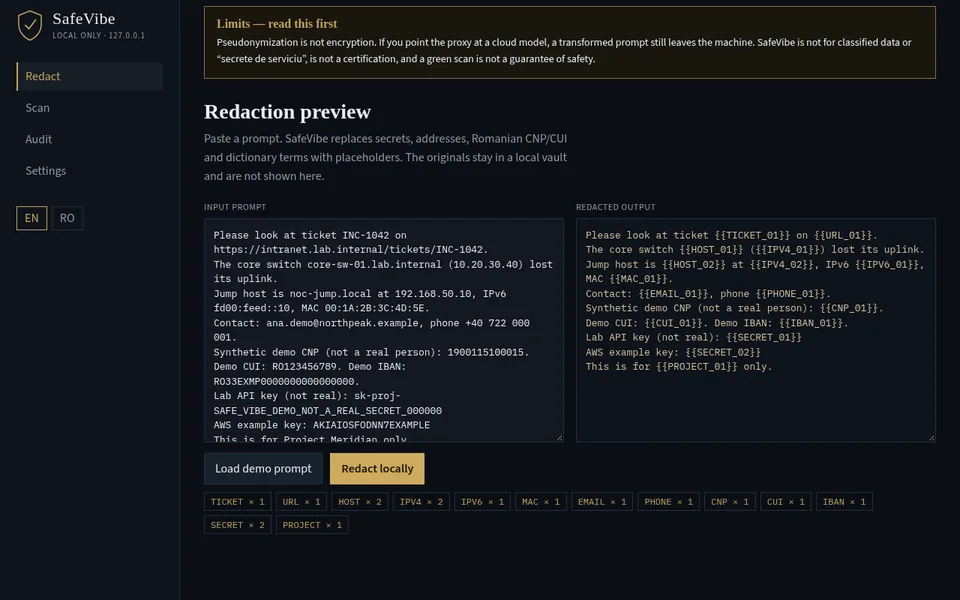 SafeVibe
LOCAL ONLY · 127.0.0.1
Redact
Scan
Audit
Settings
EN
RO
Limits — read this first
Pseudonymization is not encryption. If you point the proxy at a cloud model, a transformed prompt still leaves the machine. SafeVibe is not for classified data or
“secrete de serviciu”, is not a certification, and a green scan is not a guarantee of safety.
Redaction preview
Paste a prompt. SafeVibe replaces secrets, addresses, Romanian CNP/CUI
and dictionary terms with placeholders. The originals stay in a local vault
and are not shown here.
INPUT PROMPT
Please look at ticket INC-1042 on
https://intranet.lab.internal/tickets/INC-1042.
The core switch core-sw-01.lab.internal (10.20.30.40) lost
its uplink.
Jump host is noc-jump.local at 192.168.50.10, IPv6
fd00:feed::10, MAC 00:1A:2B:3C:4D:5E.
Contact: ana.demo@northpeak.example, phone +40 722 000
001.
Synthetic demo CNP (not a real person): 1900115100015.
Demo CUI: RO123456789. Demo IBAN:
RO33EXMP0000000000000000.
Lab API key (not real): sk-proj-
SAFE_VIBE_DEMO_NOT_A_REAL_SECRET_000000
AWS example key: AKIAIOSFODNN7EXAMPLE
This is for Project Meridian only.
REDACTED OUTPUT
Please look at ticket {{TICKET_01}} on {{URL_01}}.
The core switch {{HOST_01}} ({{IPV4_01}}) lost its uplink.
Jump host is {{HOST_02}} at {{IPV4_02}}, IPv6 {{IPV6_01}},
MAC {{MAC_01}}.
Contact: {{EMAIL_01}}, phone {{PHONE_01}}.
Synthetic demo CNP (not a real person): {{CNP_01}}.
Demo CUI: {{CUI_01}}. Demo IBAN: {{IBAN_01}}.
Lab API key (not real): {{SECRET_01}}
AWS example key: {{SECRET_02}}
This is for {{PROJECT_01}} only.
Load demo prompt
Redact locally
TICKET × 1
URL × 1
HOST × 2
IPV4 × 2
IPV6 × 1
MAC × 1
EMAIL × 1
PHONE × 1
CNP × 1
CUI × 1
IBAN × 1
SECRET × 2
PROJECT × 1